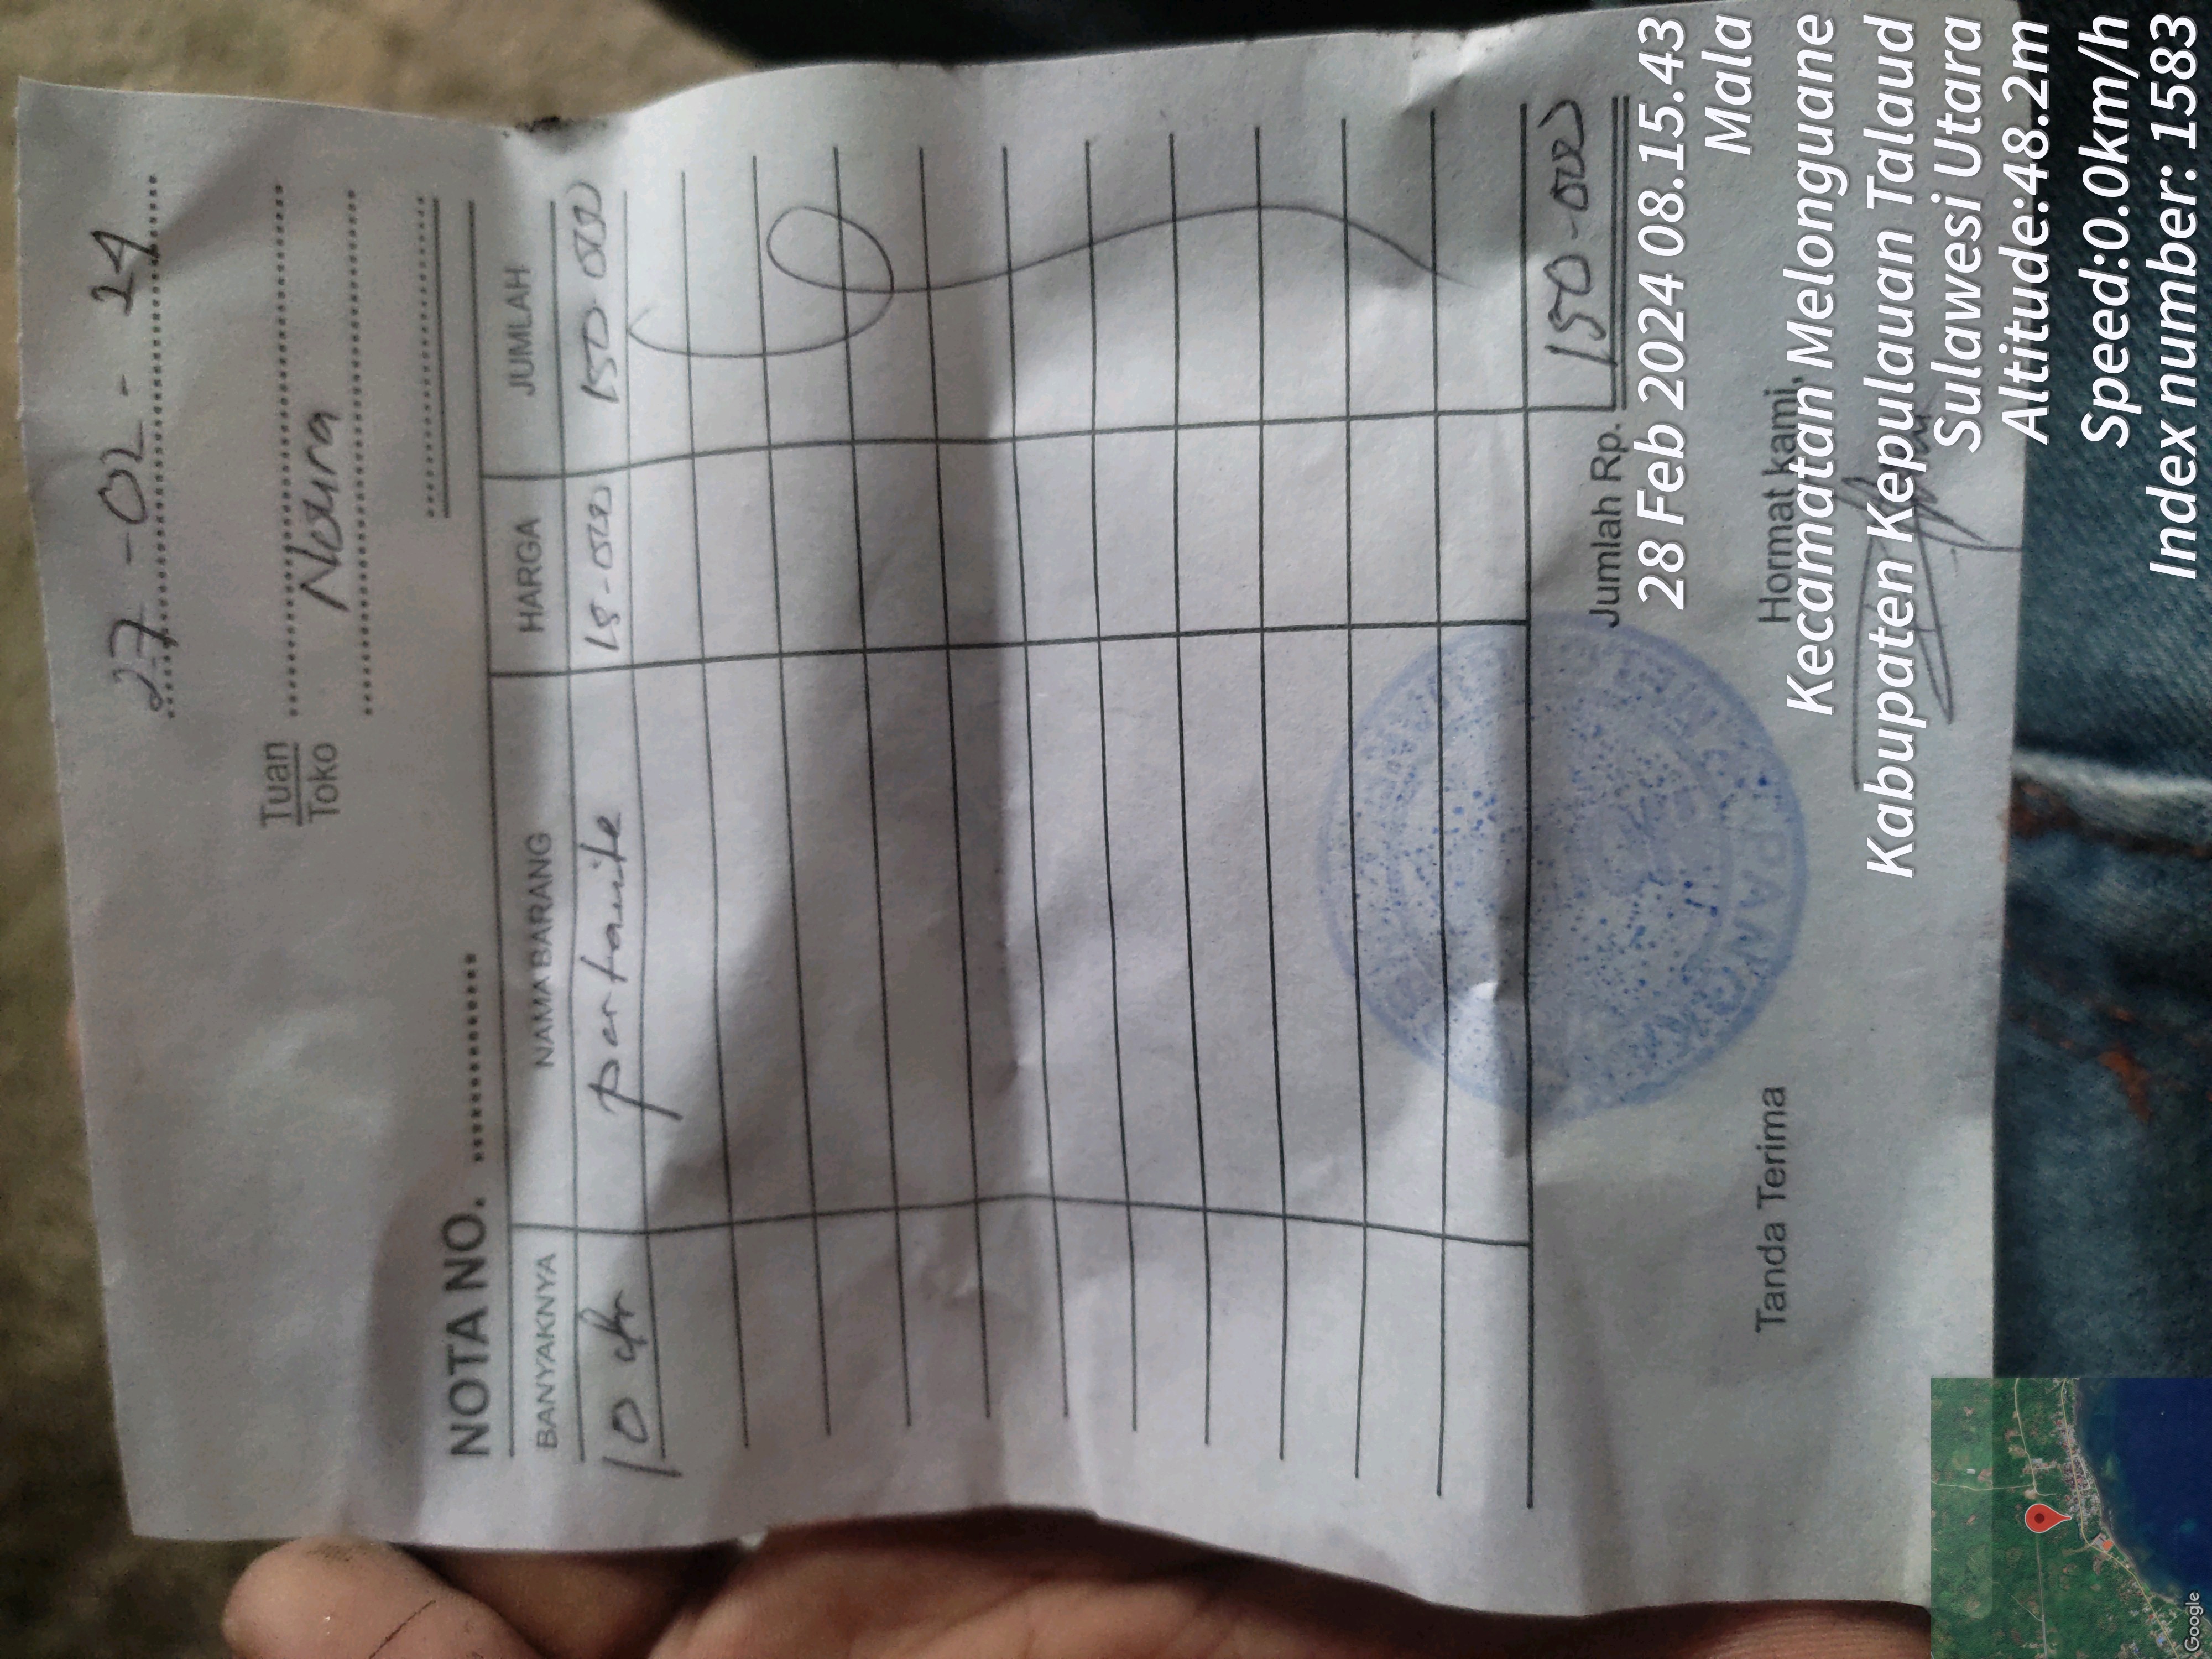 27 - 02 - 24
Tuan
Toko
Neura
NOTA NO.
BANYAKNYA NAMA BARANG HARGA JUMLAH
10 ltr pertalite 15-000 150-000
Jumlah Rp. 150-000
Tanda Terima Hormat kami,
28 Feb 2024 08.15.43
Mala
Kecamatan Melonguane
Kabupaten Kepulauan Talaud
Sulawesi Utara
Altitude:48.2m
Speed:0.0km/h
Index number: 1583
Google